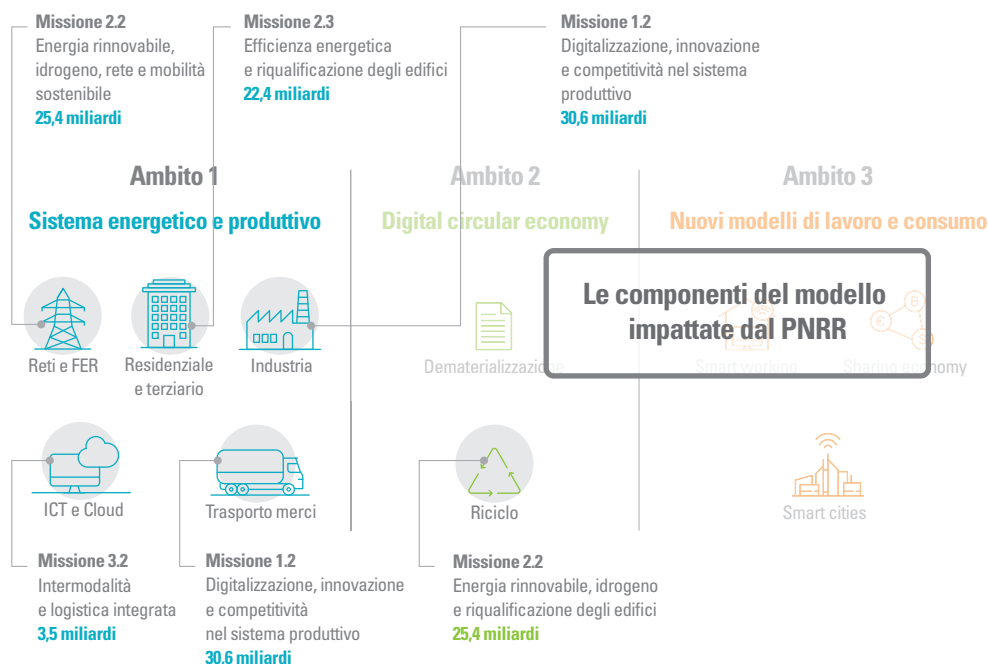 Missione 2.2
Energia rinnovabile,
idrogeno, rete e mobilità
sostenibile
25,4 miliardi
Missione 2.3
Efficienza energetica
e riqualificazione degli edifici
22,4 miliardi
Missione 1.2
Digitalizzazione, innovazione
e competitività nel sistema
produttivo
30,6 miliardi
Ambito 1
Sistema energetico e produttivo
Ambito 2
Digital circular economy
Ambito 3
Nuovi modelli di lavoro e consumo
Le componenti del modello
impattate dal PNRR
Reti e FER
Residenziale
e terziario
Industria
Dematerializzazione
Smart working
Sharing economy
ICT e Cloud
Trasporto merci
Riciclo
Smart cities
Missione 3.2
Intermodalità
e logistica integrata
3,5 miliardi
Missione 1.2
Digitalizzazione, innovazione
e competitività
nel sistema produttivo
30,6 miliardi
Missione 2.2
Energia rinnovabile, idrogeno
e riqualificazione degli edifici
25,4 miliardi